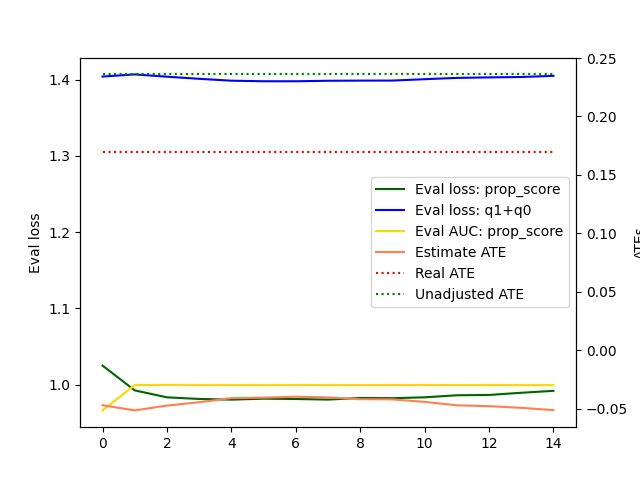 1.4
1.3
1.2
1.1
1.0
Eval loss
0.25
0.20
0.15
0.10
0.05
0.00
−0.05
ATEs
Eval loss: prop_score
Eval loss: q1+q0
Eval AUC: prop_score
Estimate ATE
Real ATE
Unadjusted ATE
0 2 4 6 8 10 12 14